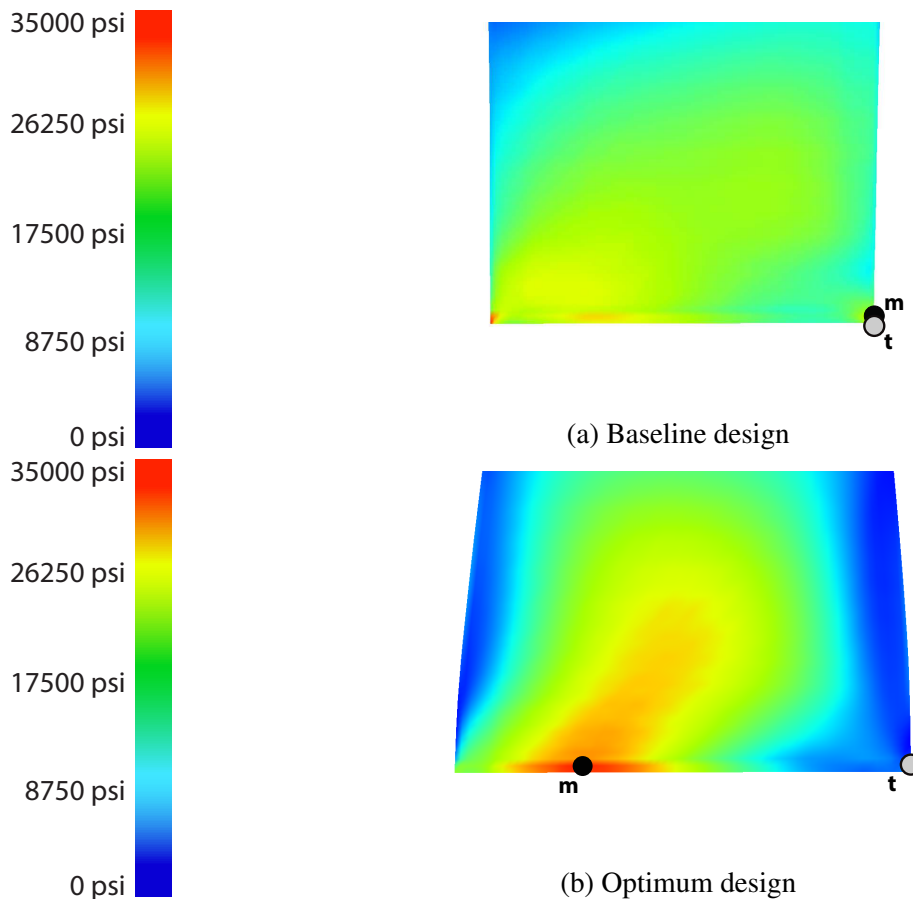 35000 psi
26250 psi
17500 psi
8750 psi
0 psi
m
t
(a) Baseline design
35000 psi
26250 psi
17500 psi
8750 psi
0 psi
m
t
(b) Optimum design